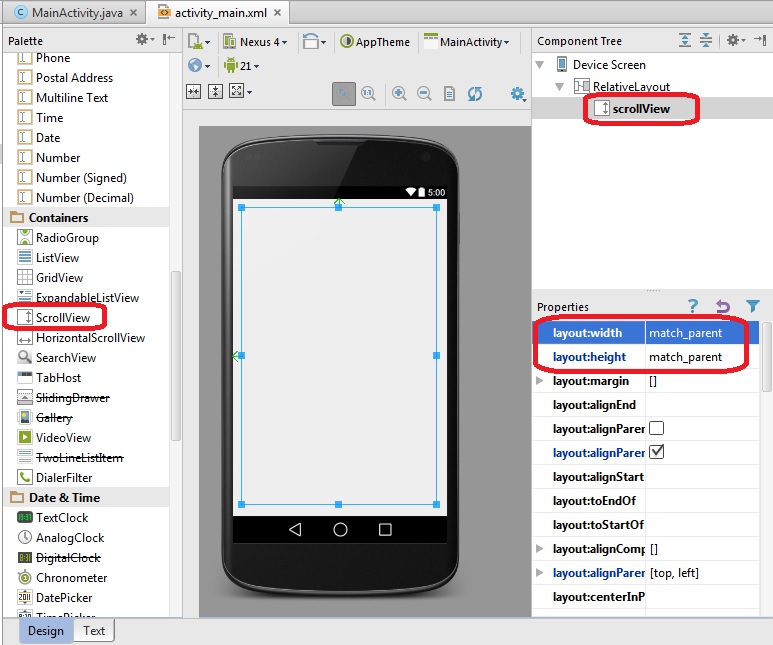 MainActivity.java
activity_main.xml
Palette
Nexus 4
AppTheme
MainActivity
21
Phone
Postal Address
Multiline Text
Time
Date
Number
Number (Signed)
Number (Decimal)
Containers
RadioGroup
ListView
GridView
ExpandableListView
ScrollView
HorizontalScrollView
SearchView
TabHost
SlidingDrawer
Gallery
VideoView
TwoLineListItem
DialerFilter
Date & Time
TextClock
AnalogClock
DigitalClock
Chronometer
DatePicker
TimePicker
Design
Text
5:00
Component Tree
Device Screen
RelativeLayout
scrollView
Properties
layout:width match_parent
layout:height match_parent
layout:margin []
layout:alignEnd
layout:alignParer
layout:alignParer
layout:alignStart
layout:toEndOf
layout:toStartOf
layout:alignComp []
layout:alignParer [top, left]
layout:centerInP